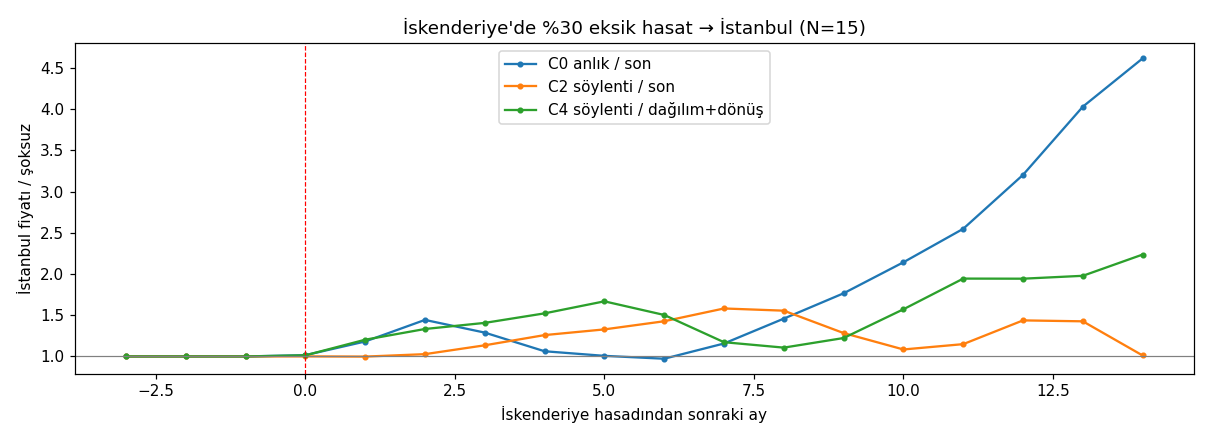 İskenderiye'de %30 eksik hasat → İstanbul (N=15)
C0 anlık / son
C2 söylenti / son
C4 söylenti / dağılım+dönüş
İstanbul fiyatı / şoksuz
4.5
4.0
3.5
3.0
2.5
2.0
1.5
1.0
−2.5 0.0 2.5 5.0 7.5 10.0 12.5
İskenderiye hasadından sonraki ay